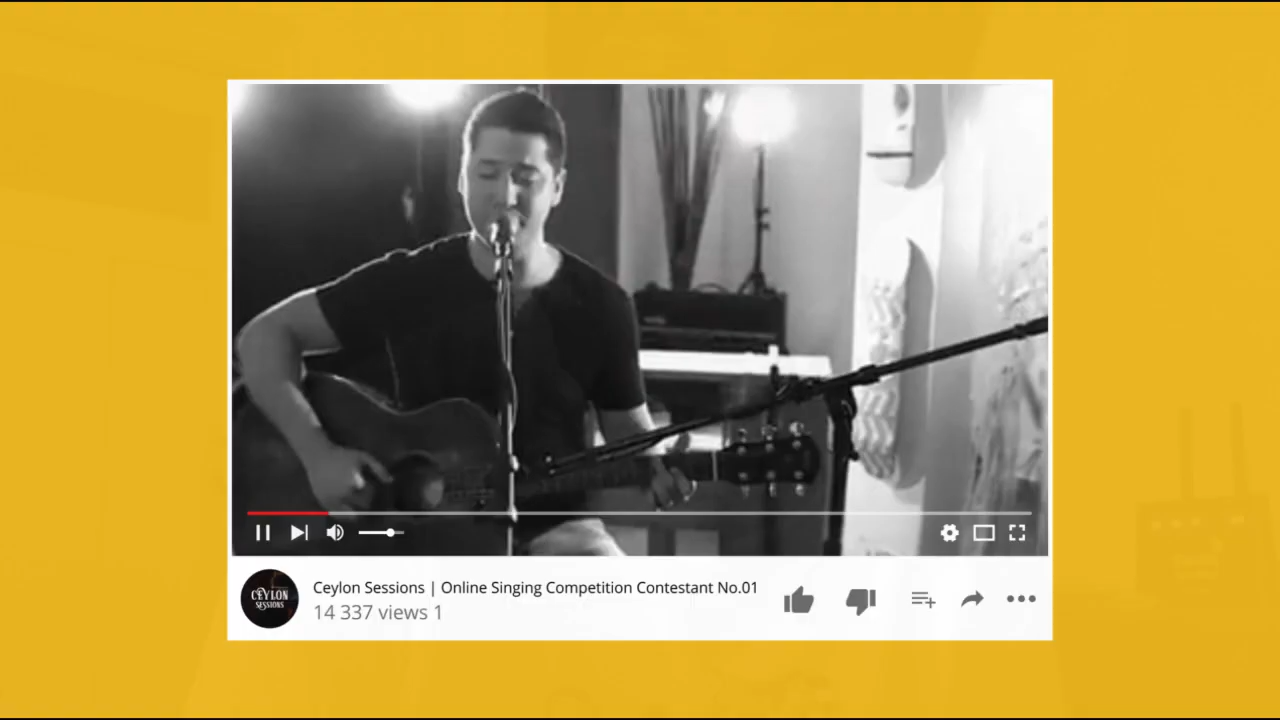 CEYLON
SESSIONS
Ceylon Sessions | Online Singing Competition Contestant No.01
14 337 views 1